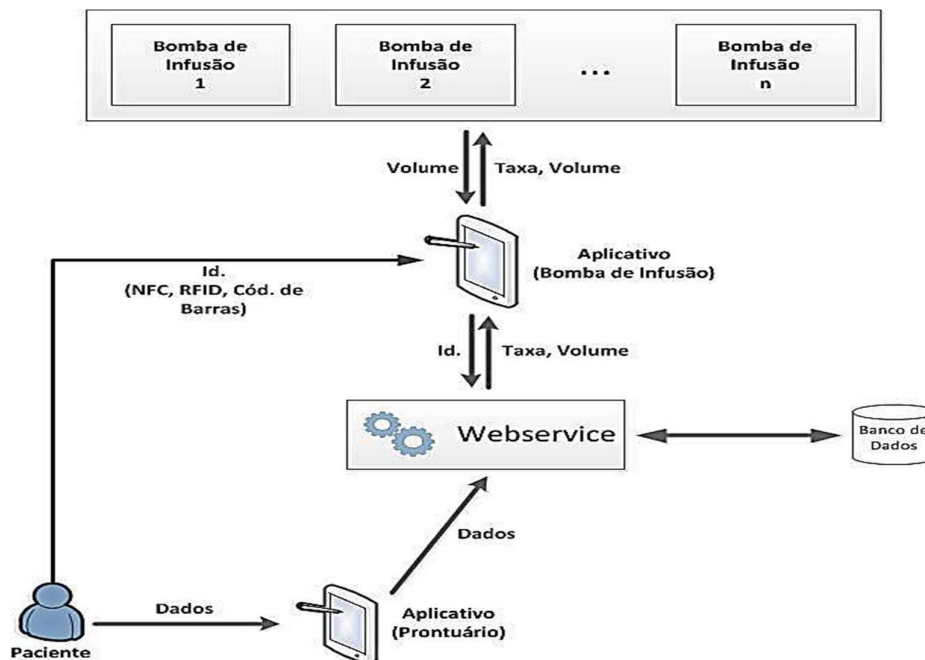 Bomba de
Infusão
1
Bomba de
Infusão
2
...
Bomba de
Infusão
n
Volume
Taxa, Volume
Aplicativo
(Bomba de Infusão)
Id.
(NFC, RFID, Cód. de
Barras)
Id.
Taxa, Volume
Webservice
Banco de
Dados
Dados
Dados
Aplicativo
(Prontuário)
Paciente